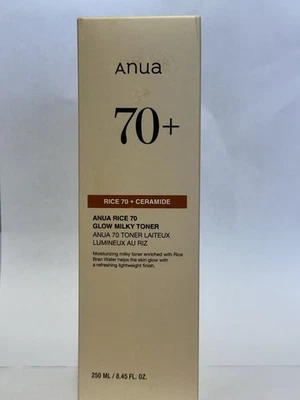 Anua
70+
RICE 70 + CERAMIDE
ANUA RICE 70
GLOW MILKY TONER
ANUA 70 TONER LAITEUX
LUMINEUX AU RIZ
Moisturizing milky toner enriched with Rice
Bran Water helps the skin glow with
a refreshing lightweight finish.
250 ML / 8.45 FL. OZ.